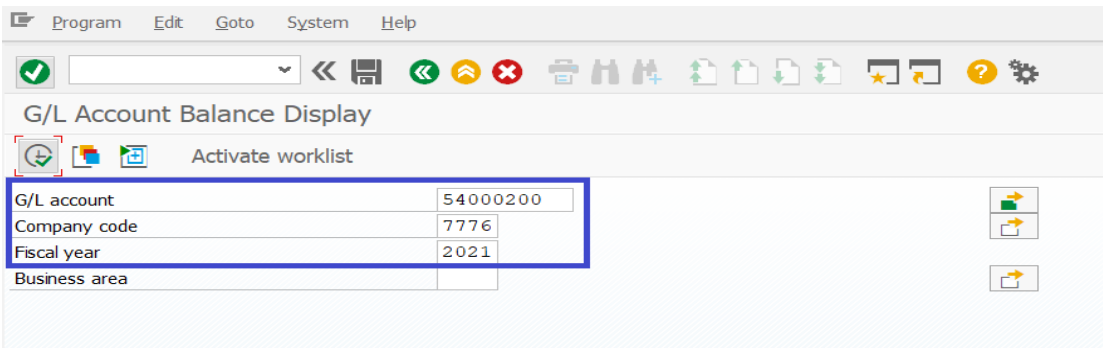 Program Edit Goto System Help
G/L Account Balance Display
Activate worklist
G/L account 54000200
Company code 7776
Fiscal year 2021
Business area